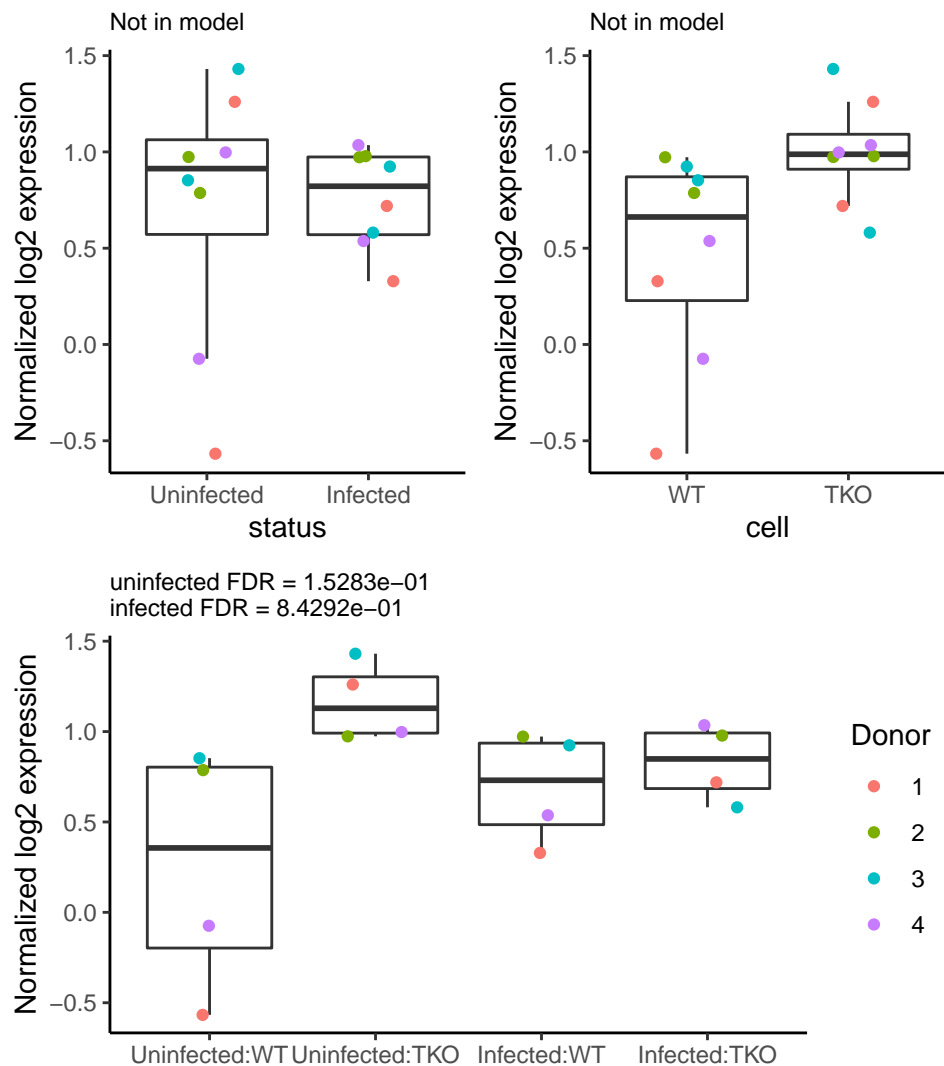 Not in model
Normalized log2 expression
1.5
1.0
0.5
0.0
−0.5
Uninfected Infected
status
Not in model
Normalized log2 expression
1.5
1.0
0.5
0.0
−0.5
WT TKO
cell
uninfected FDR = 1.5283e−01
infected FDR = 8.4292e−01
Normalized log2 expression
1.5
1.0
0.5
0.0
−0.5
Uninfected:WT Uninfected:TKO Infected:WT Infected:TKO
Donor
1
2
3
4